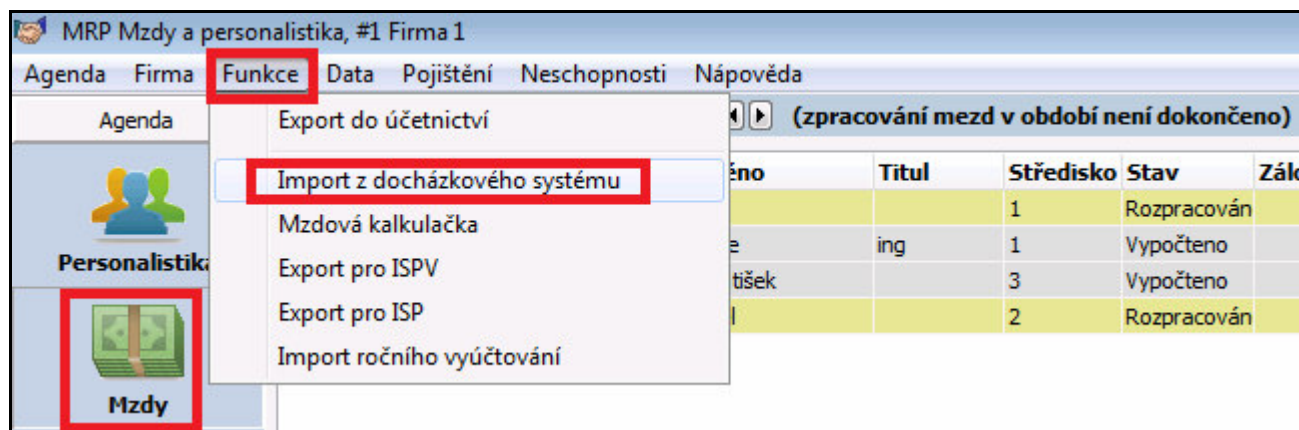 MRP Mzdy a personalistika, #1 Firma 1
Agenda Firma Funkce Data Pojištění Neschopnosti Nápověda
Agenda
Export do účetnictví
Import z docházkového systému
Mzdová kalkulačka
Export pro ISPV
Export pro ISP
Import ročního vyúčtování
(zpracování mezd v období není dokončeno)
Titul Středisko Stav
1 Rozpracován
ing 1 Vypočteno
tišek 3 Vypočteno
2 Rozpracován
Personalistika
Mzdy